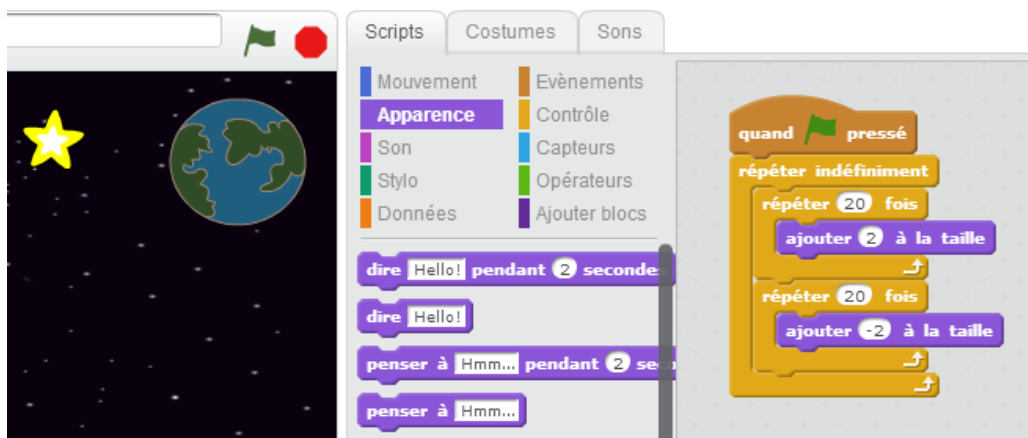 Scripts Costumes Sons
Mouvement Evènements
Apparence Contrôle
Son Capteurs
Stylo Opérateurs
Données Ajouter blocs
dire Hello! pendant 2 secondes
dire Hello!
penser à Hmm... pendant 2 sec
penser à Hmm...
quand pressé
répéter indéfiniment
répéter 20 fois
ajouter 2 à la taille
répéter 20 fois
ajouter -2 à la taille